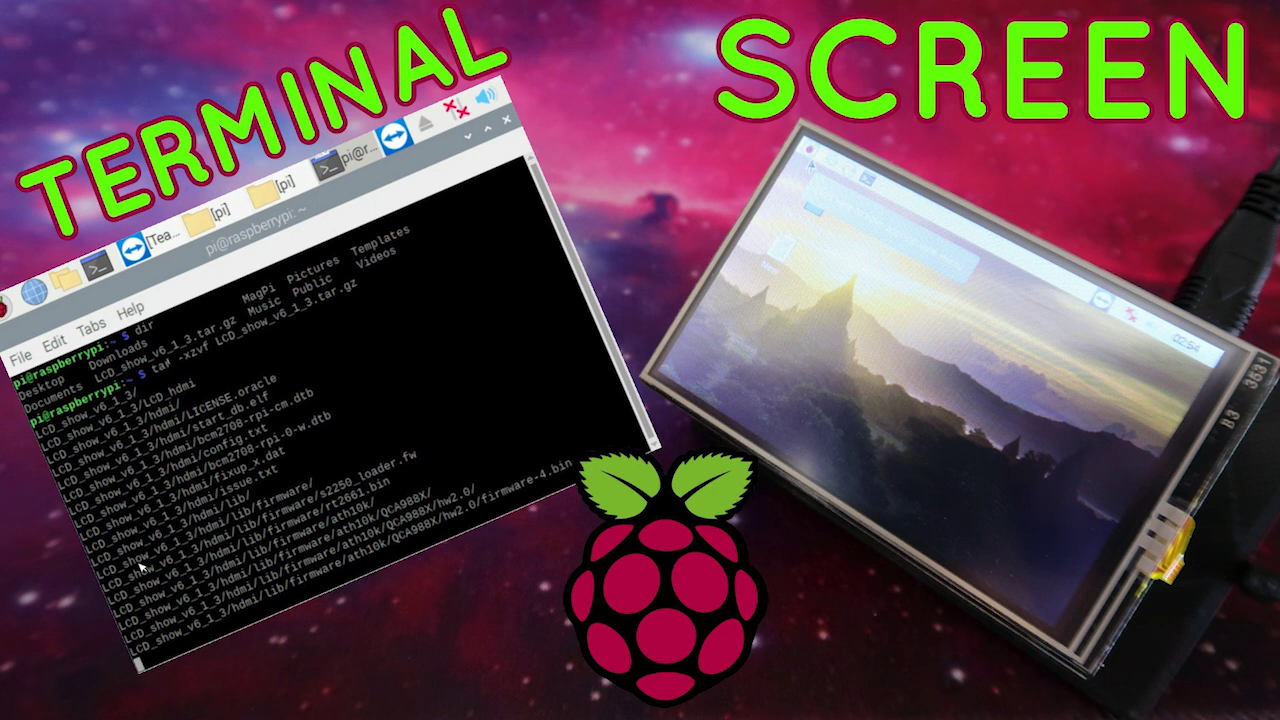 TERMINAL
SCREEN
[Tea... [pi] [pi] pi@r...
pi@raspberrypi: ~
File Edit Tabs Help
pi@raspberrypi:~ $ dir
Desktop Downloads MagPi Pictures Templates
Documents LCD_show_v6_1_3.tar.gz Music Public Videos
pi@raspberrypi:~ $ tar -xzvf LCD_show_v6_1_3.tar.gz
LCD_show_v6_1_3/
LCD_show_v6_1_3/LCD_hdmi
LCD_show_v6_1_3/hdmi/
LCD_show_v6_1_3/hdmi/LICENSE.oracle
LCD_show_v6_1_3/hdmi/start_db.elf
LCD_show_v6_1_3/hdmi/bcm2708-rpi-cm.dtb
LCD_show_v6_1_3/hdmi/config.txt
LCD_show_v6_1_3/hdmi/bcm2708-rpi-0-w.dtb
LCD_show_v6_1_3/hdmi/fixup_x.dat
LCD_show_v6_1_3/hdmi/issue.txt
LCD_show_v6_1_3/hdmi/lib/
LCD_show_v6_1_3/hdmi/lib/firmware/
LCD_show_v6_1_3/hdmi/lib/firmware/s2250_loader.fw
LCD_show_v6_1_3/hdmi/lib/firmware/rt2661.bin
LCD_show_v6_1_3/hdmi/lib/firmware/ath10k/
LCD_show_v6_1_3/hdmi/lib/firmware/ath10k/QCA988X/
LCD_show_v6_1_3/hdmi/lib/firmware/ath10k/QCA988X/hw2.0/
LCD_show_v6_1_3/hdmi/lib/firmware/ath10k/QCA988X/hw2.0/firmware-4.bin
02:54
B3 3631